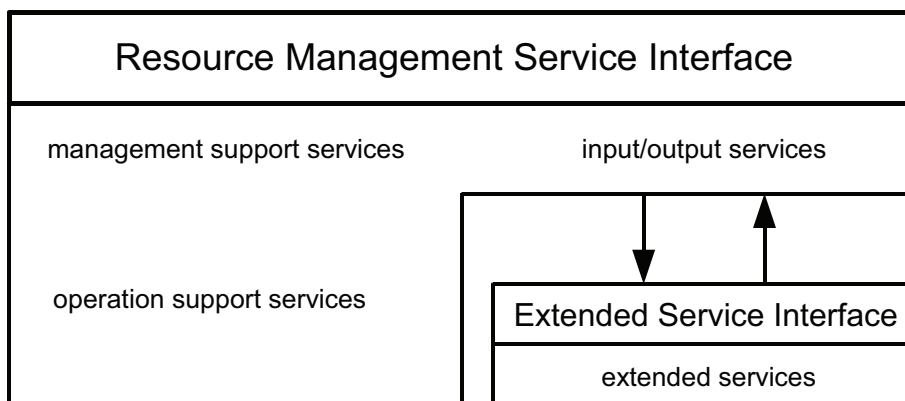 Resource Management Service Interface
management support services
input/output services
operation support services
Extended Service Interface
extended services